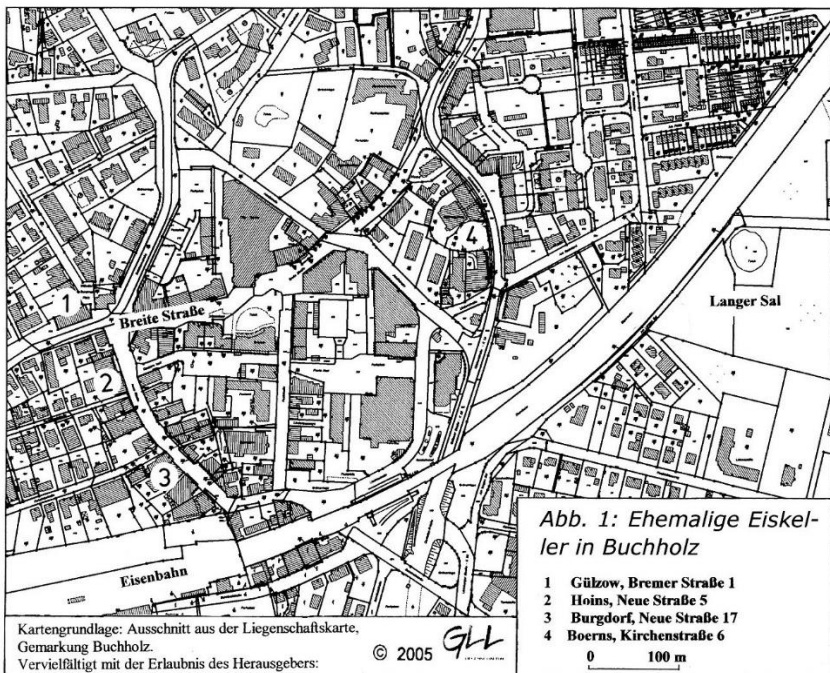 1
Breite Straße
2
3
4
Langer Sal
Eisenbahn
Abb. 1: Ehemalige Eiskel-
ler in Buchholz
1 Gülzow, Bremer Straße 1
2 Hoins, Neue Straße 5
3 Burgdorf, Neue Straße 17
4 Boerns, Kirchenstraße 6
0 100 m
Kartengrundlage: Ausschnitt aus der Liegenschaftskarte,
Gemarkung Buchholz.
Vervielfältigt mit der Erlaubnis des Herausgebers:
© 2005 GLL